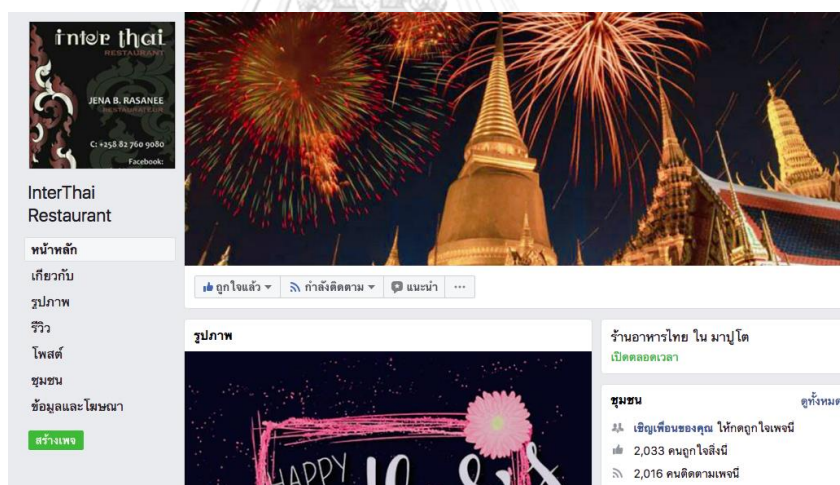 inter thai
RESTAURANT
JENA B. RASANEE
RESTAURATEUR
C: +258 82 760 9080
Facebook:
InterThai
Restaurant
หน้าหลัก
เกี่ยวกับ
รูปภาพ
รีวิว
โพสต์
ชุมชน
ข้อมูลและโฆษณา
สร้างเพจ
ถูกใจแล้ว
กำลังติดตาม
แนะนำ
รูปภาพ
HAPPY
ร้านอาหารไทย ใน มาปูโต
เปิดตลอดเวลา
ชุมชน ดูทั้งหมด
เชิญเพื่อนของคุณ ให้กดถูกใจเพจนี้
2,033 คนถูกใจสิ่งนี้
2,016 คนติดตามเพจนี้